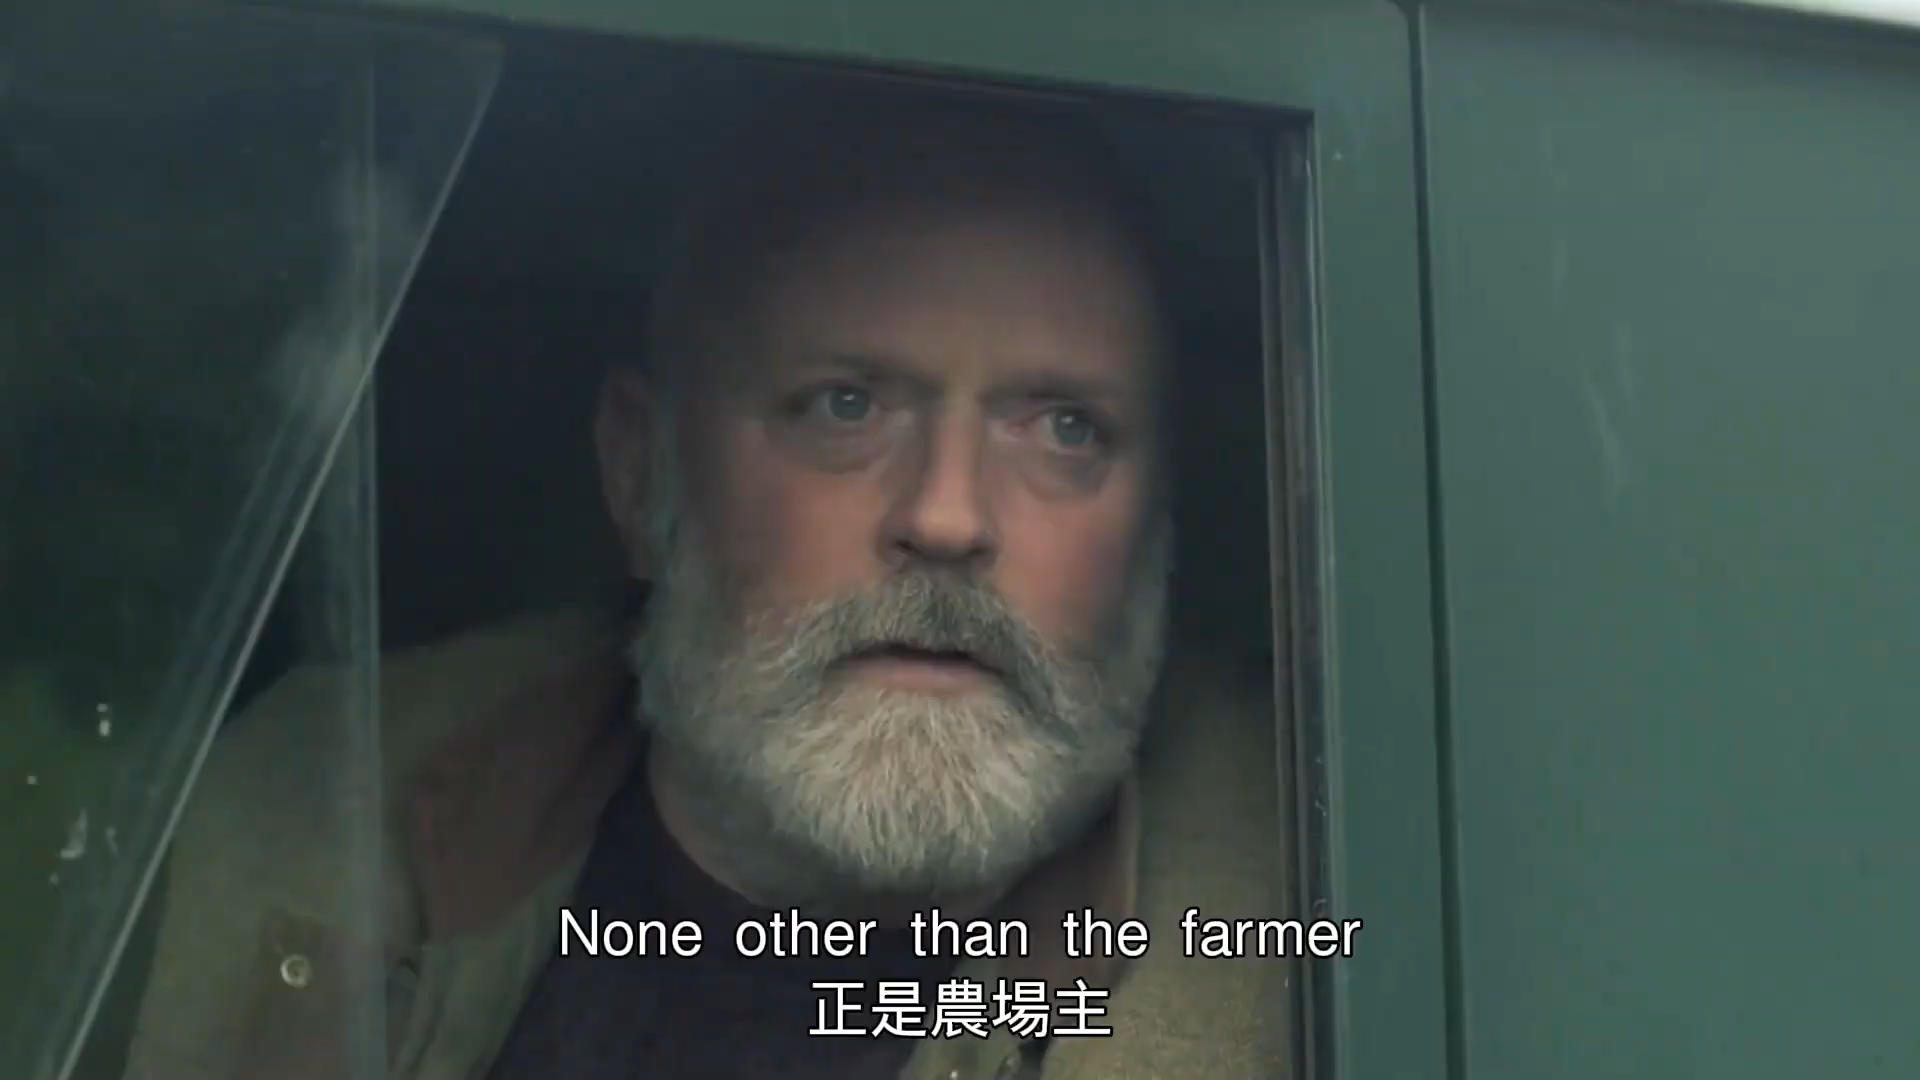 None other than the farmer
正是農場主